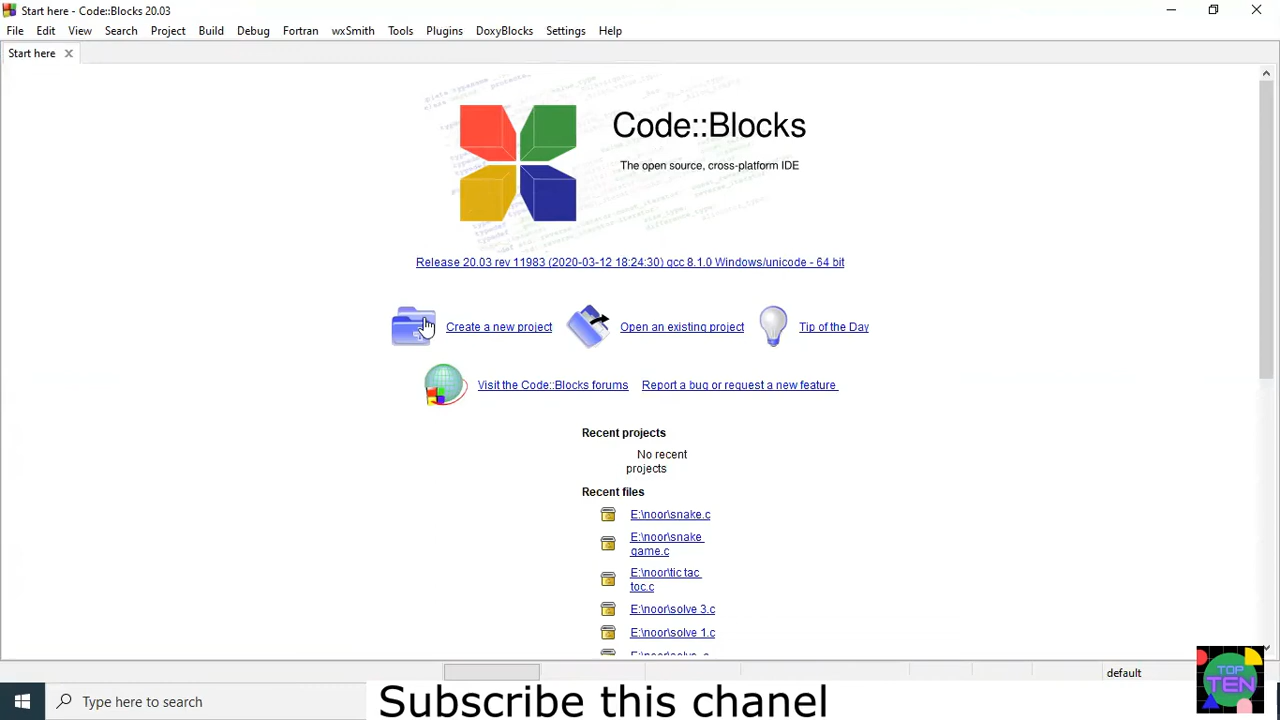 Start here - Code::Blocks 20.03
File Edit View Search Project Build Debug Fortran wxSmith Tools Plugins DoxyBlocks Settings Help
Start here
Code::Blocks
The open source, cross-platform IDE
Release 20.03 rev 11983 (2020-03-12 18:24:30) gcc 8.1.0 Windows/unicode - 64 bit
Create a new project Open an existing project Tip of the Day
Visit the Code::Blocks forums Report a bug or request a new feature
Recent projects
No recent
projects
Recent files
E:\noor\snake.c
E:\noor\snake
game.c
E:\noor\tic tac
toc.c
E:\noor\solve 3.c
E:\noor\solve 1.c
default
Type here to search
Subscribe this chanel
TOP
TEN